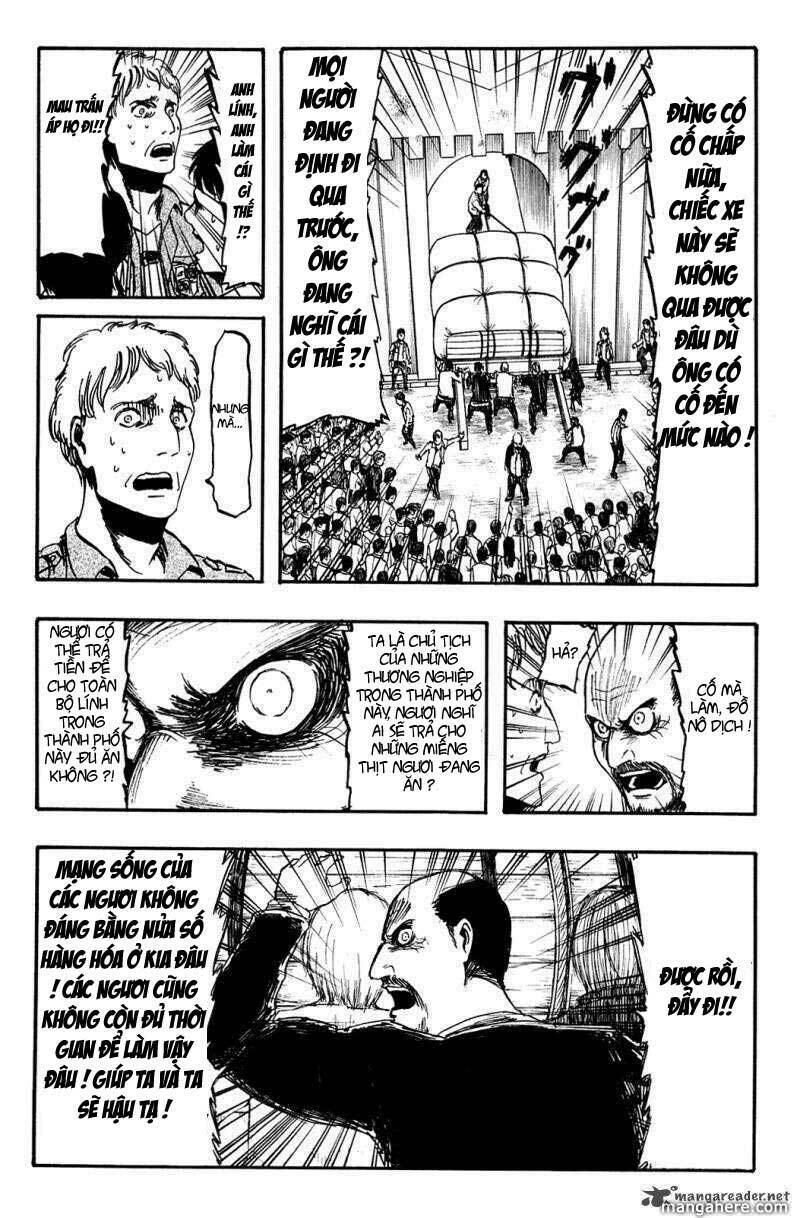 ĐỪNG CÓ
CỐ CHẤP
NỮA,
CHIẾC XE
NÀY SẼ
KHÔNG
QUA ĐƯỢC
ĐÂU DÙ
ÔNG CÓ
CỐ ĐẾN
MỨC NÀO !
MỌI
NGƯỜI
ĐANG
ĐỊNH ĐI
QUA
TRƯỚC,
ÔNG
ĐANG
NGHĨ CÁI
GÌ THẾ ?!
ANH
LÍNH,
ANH
LÀM
CÁI
GÌ
THẾ
!?
MAU TRẤN
ÁP HỌ ĐI!!
NHƯNG
MÀ...
HẢ?
CỐ MÀ
LÀM, ĐỒ
NÔ DỊCH !
TA LÀ CHỦ TỊCH
CỦA NHỮNG
THƯƠNG NGHIỆP
TRONG THÀNH PHỐ
NÀY, NGƯƠI NGHĨ
AI SẼ TRẢ CHO
NHỮNG MIẾNG
THỊT NGƯƠI ĐANG
ĂN ?
NGƯƠI CÓ
THỂ TRẢ
TIỀN ĐỂ
CHO TOÀN
BỘ LÍNH
TRONG
THÀNH PHỐ
NÀY ĐỦ ĂN
KHÔNG ?!
ĐƯỢC RỒI,
ĐẨY ĐI!!
MẠNG SỐNG CỦA
CÁC NGƯƠI KHÔNG
ĐÁNG BẰNG NỬA SỐ
HÀNG HÓA Ở KIA ĐÂU
! CÁC NGƯƠI CŨNG
KHÔNG CÒN ĐỦ THỜI
GIAN ĐỂ LÀM VẬY
ĐÂU ! GIÚP TA VÀ TA
SẼ HẬU TẠ !
mangareader.net
mangahere.com